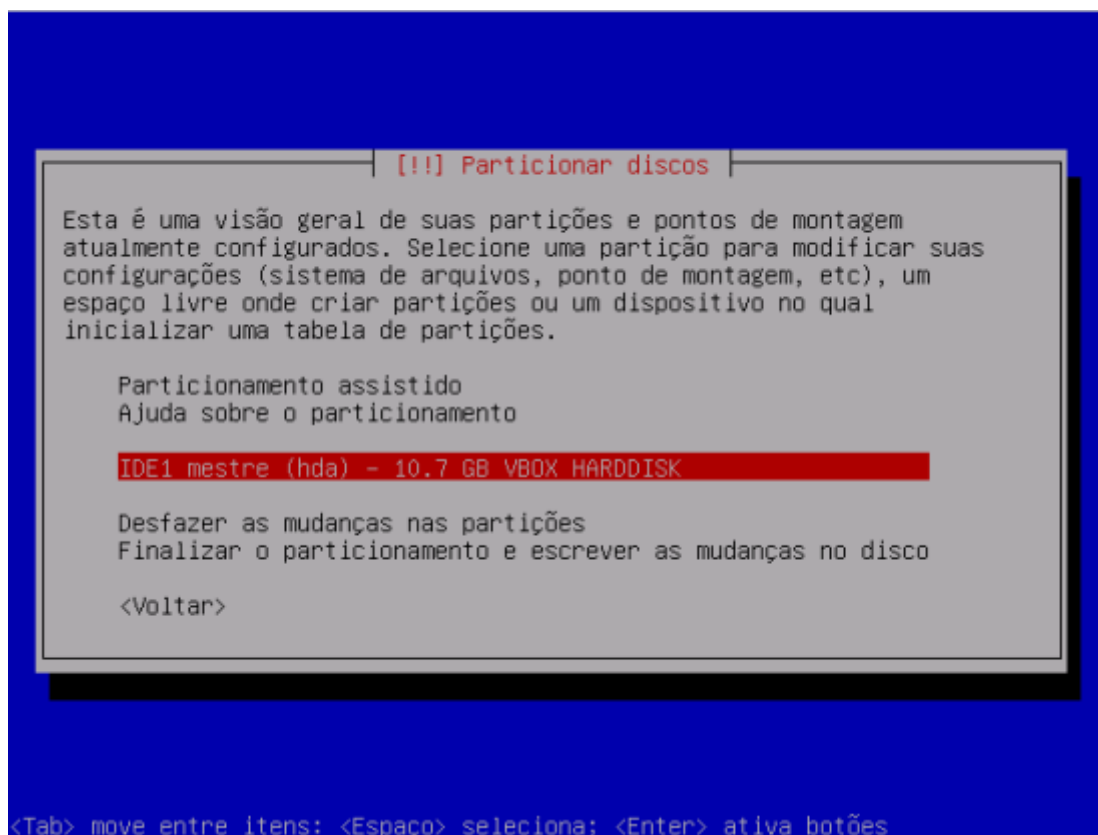 [!!] Particionar discos
Esta é uma visão geral de suas partições e pontos de montagem
atualmente configurados. Selecione uma partição para modificar suas
configurações (sistema de arquivos, ponto de montagem, etc), um
espaço livre onde criar partições ou um dispositivo no qual
inicializar uma tabela de partições.
Particionamento assistido
Ajuda sobre o particionamento
IDE1 mestre (hda) - 10.7 GB VBOX HARDDISK
Desfazer as mudanças nas partições
Finalizar o particionamento e escrever as mudanças no disco
<Voltar>
<Tab> move entre itens; <Espaço> seleciona; <Enter> ativa botões